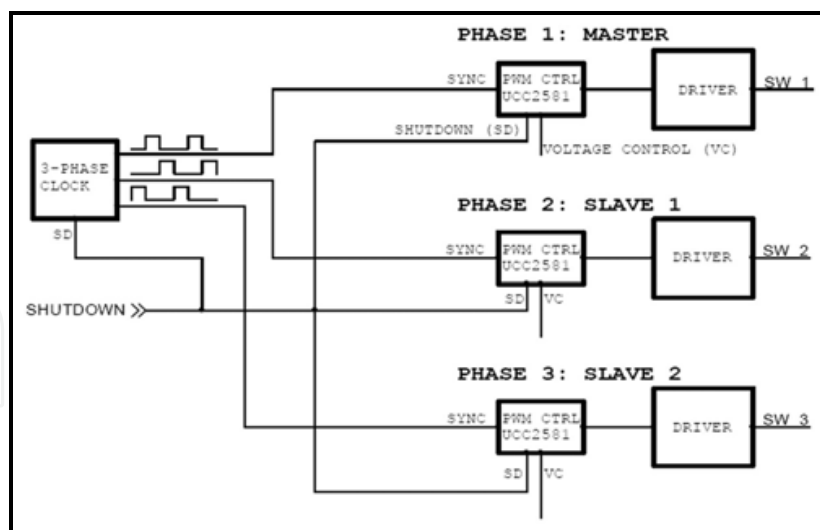 PHASE 1: MASTER
SYNC
PWM CTRL
UCC2581
DRIVER
SW 1
SHUTDOWN (SD)
VOLTAGE CONTROL (VC)
3-PHASE
CLOCK
SD
PHASE 2: SLAVE 1
SYNC
PWM CTRL
UCC2581
DRIVER
SW 2
SD
VC
SHUTDOWN
PHASE 3: SLAVE 2
SYNC
PWM CTRL
UCC2581
DRIVER
SW 3
SD
VC